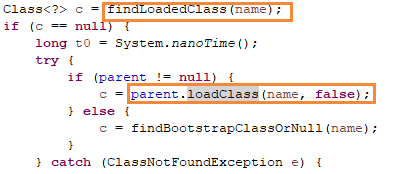 Class<?> c = findLoadedClass(name);
if (c == null) {
long t0 = System.nanoTime();
try {
if (parent != null) {
c = parent.loadClass(name, false);
} else {
c = findBootstrapClassOrNull(name);
}
} catch (ClassNotFoundException e) {